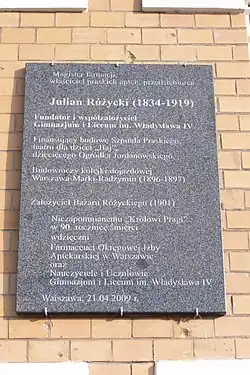 Magister farmacji,
właściciel praskich aptek, przedsiębiorca
Julian Różycki (1834-1919)
Fundator i współzałożyciel
Gimnazjum i Liceum im. Władysława IV
Finansujący budowę Szpitala Praskiego,
teatru dla dzieci „Baj",
dziecięcego Ogródka Jordanowskiego.
Budowniczy kolejki dojazdowej
Warszawa-Marki-Radzymin (1896-1897)
Założyciel Bazaru Różyckiego (1901)
Niezapomnianemu „Królowi Pragi"
w 90. rocznicę śmierci
wdzięczni
Farmaceuci Okręgowej Izby
Aptekarskiej w Warszawie
oraz
Nauczyciele i Uczniowie
Gimnazjum i Liceum im. Władysława IV
Warszawa, 21.04.2009 r.